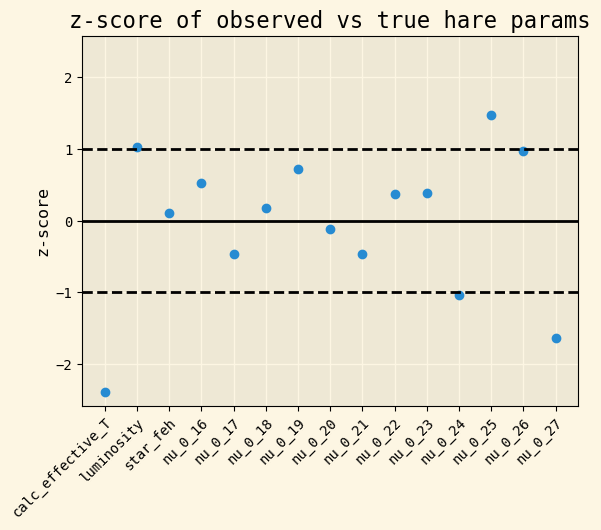 z-score of observed vs true hare params
z-score
2
1
0
−1
−2
calc_effective_T
luminosity
star_feh
nu_0_16
nu_0_17
nu_0_18
nu_0_19
nu_0_20
nu_0_21
nu_0_22
nu_0_23
nu_0_24
nu_0_25
nu_0_26
nu_0_27